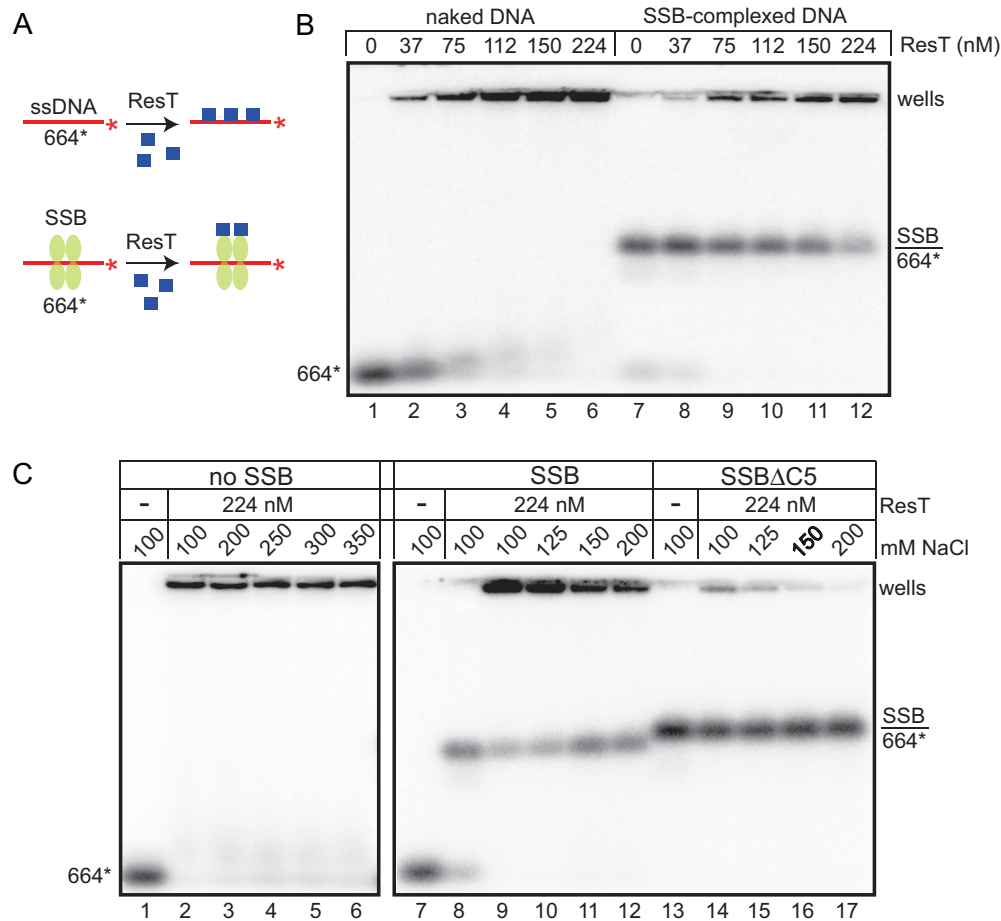 A
ssDNA
ResT
664*
*
*
SSB
ResT
664*
*
*
B
naked DNA SSB-complexed DNA
0 37 75 112 150 224 0 37 75 112 150 224 ResT (nM)
wells
SSB
664*
664*
1 2 3 4 5 6 7 8 9 10 11 12
C
no SSB SSB SSBΔC5
- 224 nM - 224 nM - 224 nM ResT
100 100 200 250 300 350 100 100 100 125 150 200 100 100 125 150 200 mM NaCl
wells
SSB
664*
664*
1 2 3 4 5 6 7 8 9 10 11 12 13 14 15 16 17